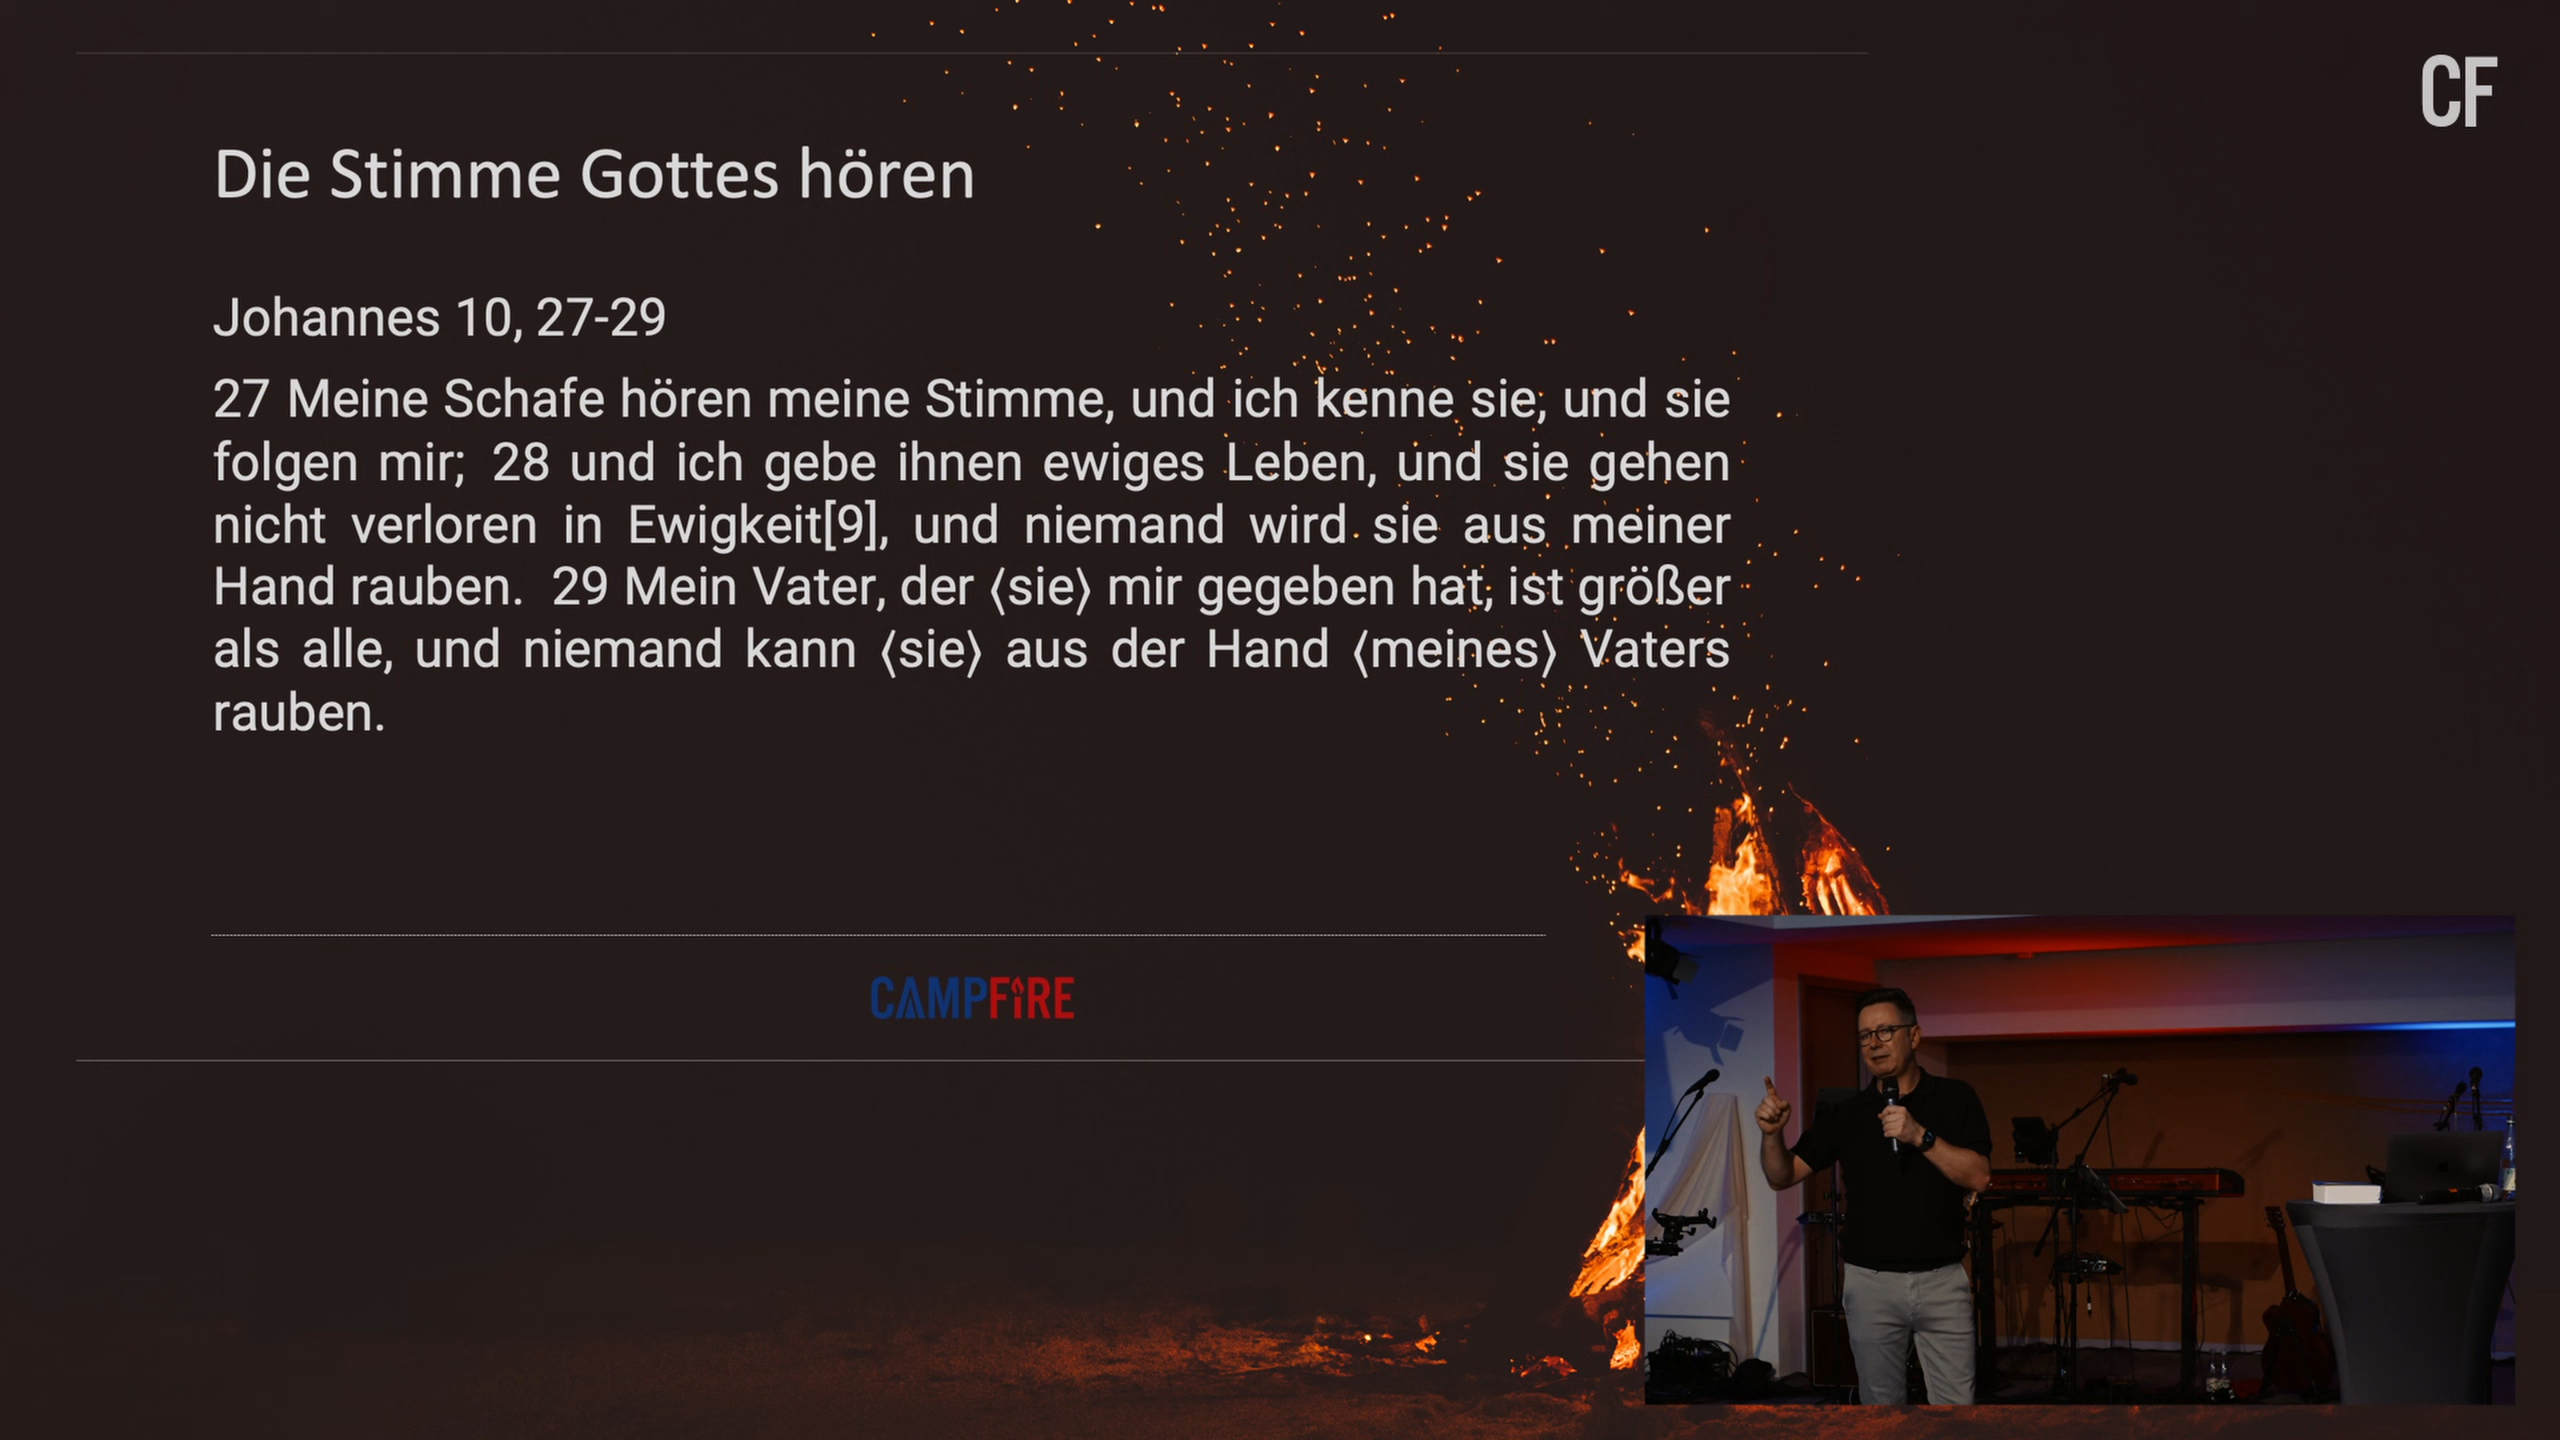 CF
Die Stimme Gottes hören
Johannes 10, 27-29
27 Meine Schafe hören meine Stimme, und ich kenne sie, und sie
folgen mir; 28 und ich gebe ihnen ewiges Leben, und sie gehen
nicht verloren in Ewigkeit[9], und niemand wird sie aus meiner
Hand rauben. 29 Mein Vater, der ⟨sie⟩ mir gegeben hat, ist größer
als alle, und niemand kann ⟨sie⟩ aus der Hand ⟨meines⟩ Vaters
rauben.
CAMPFIRE